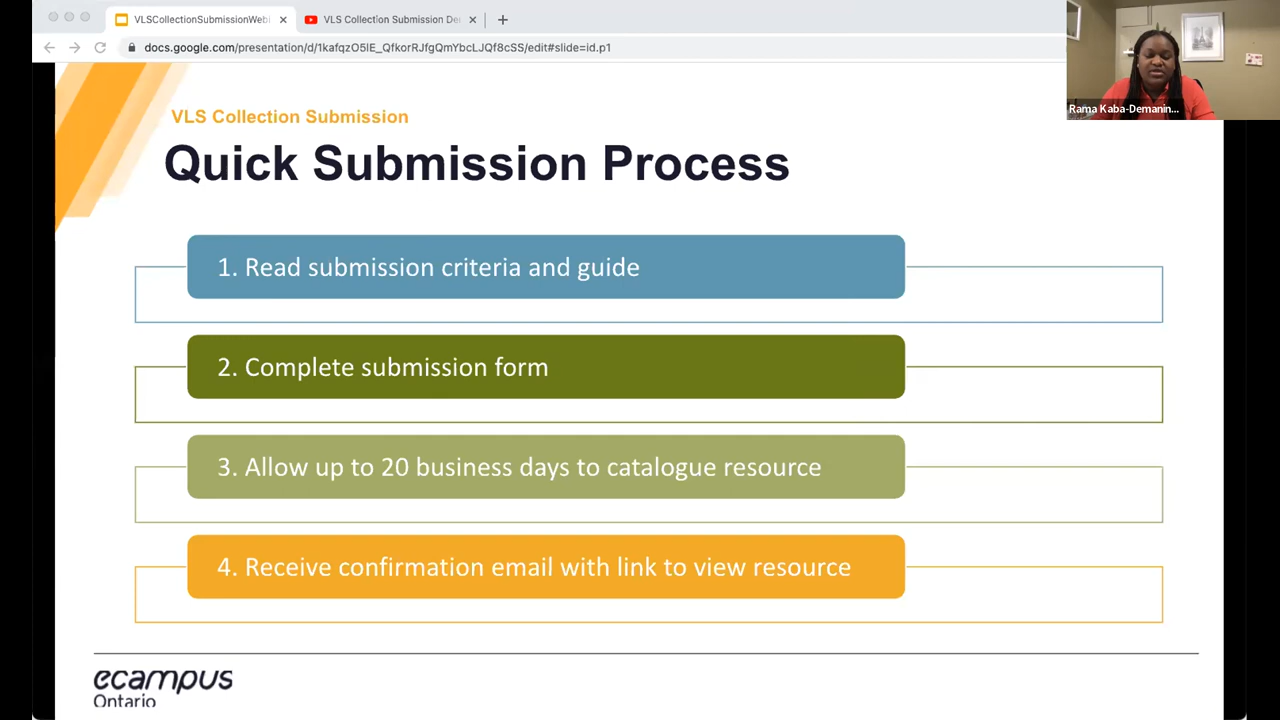 VLSCollectionSubmissionWebi
VLS Collection Submission De
docs.google.com/presentation/d/1kafqzO5IE_QfkorRJfgQmYbcLJQf8cSS/edit#slide=id.p1
Rama Kaba-Demanin...
VLS Collection Submission
Quick Submission Process
1. Read submission criteria and guide
2. Complete submission form
3. Allow up to 20 business days to catalogue resource
4. Receive confirmation email with link to view resource
ecampus
Ontario